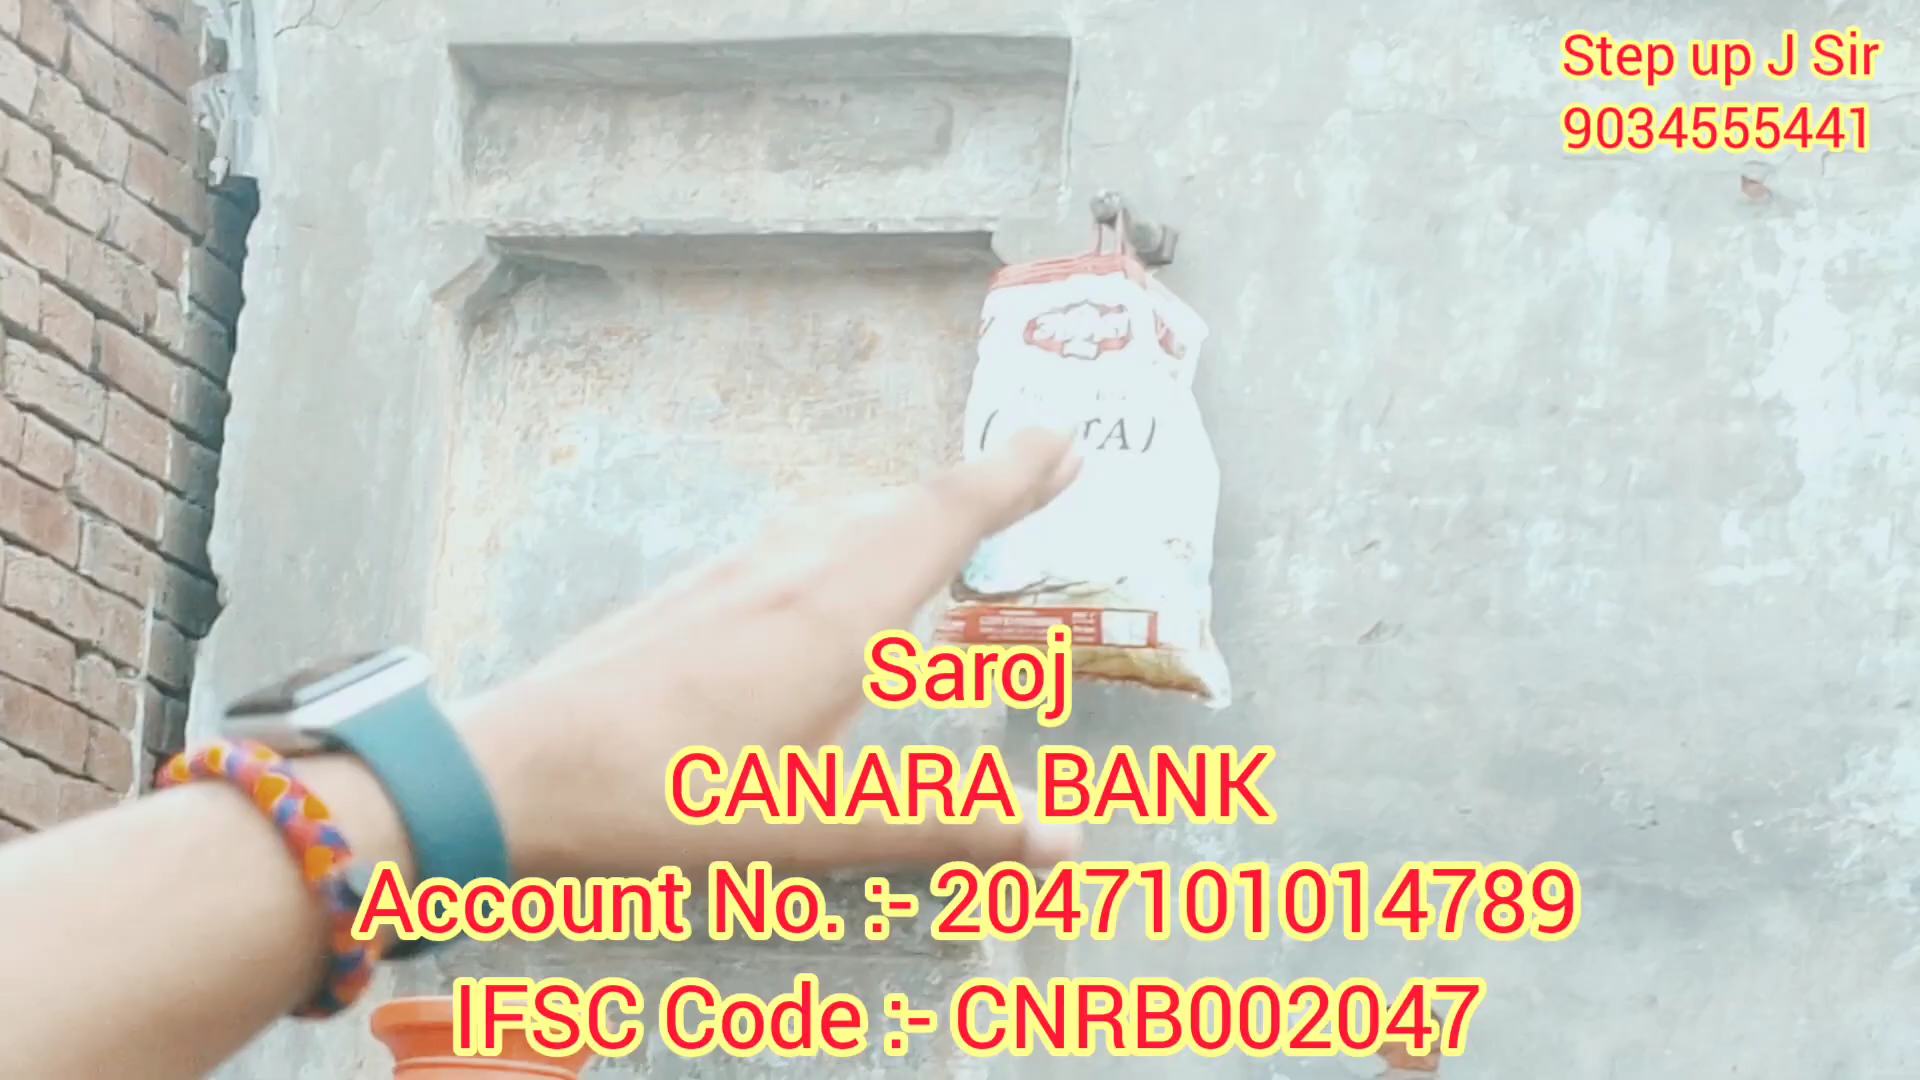 Step up J Sir
9034555441
Saroj
CANARA BANK
Account No. :- 2047101014789
IFSC Code :- CNRB002047